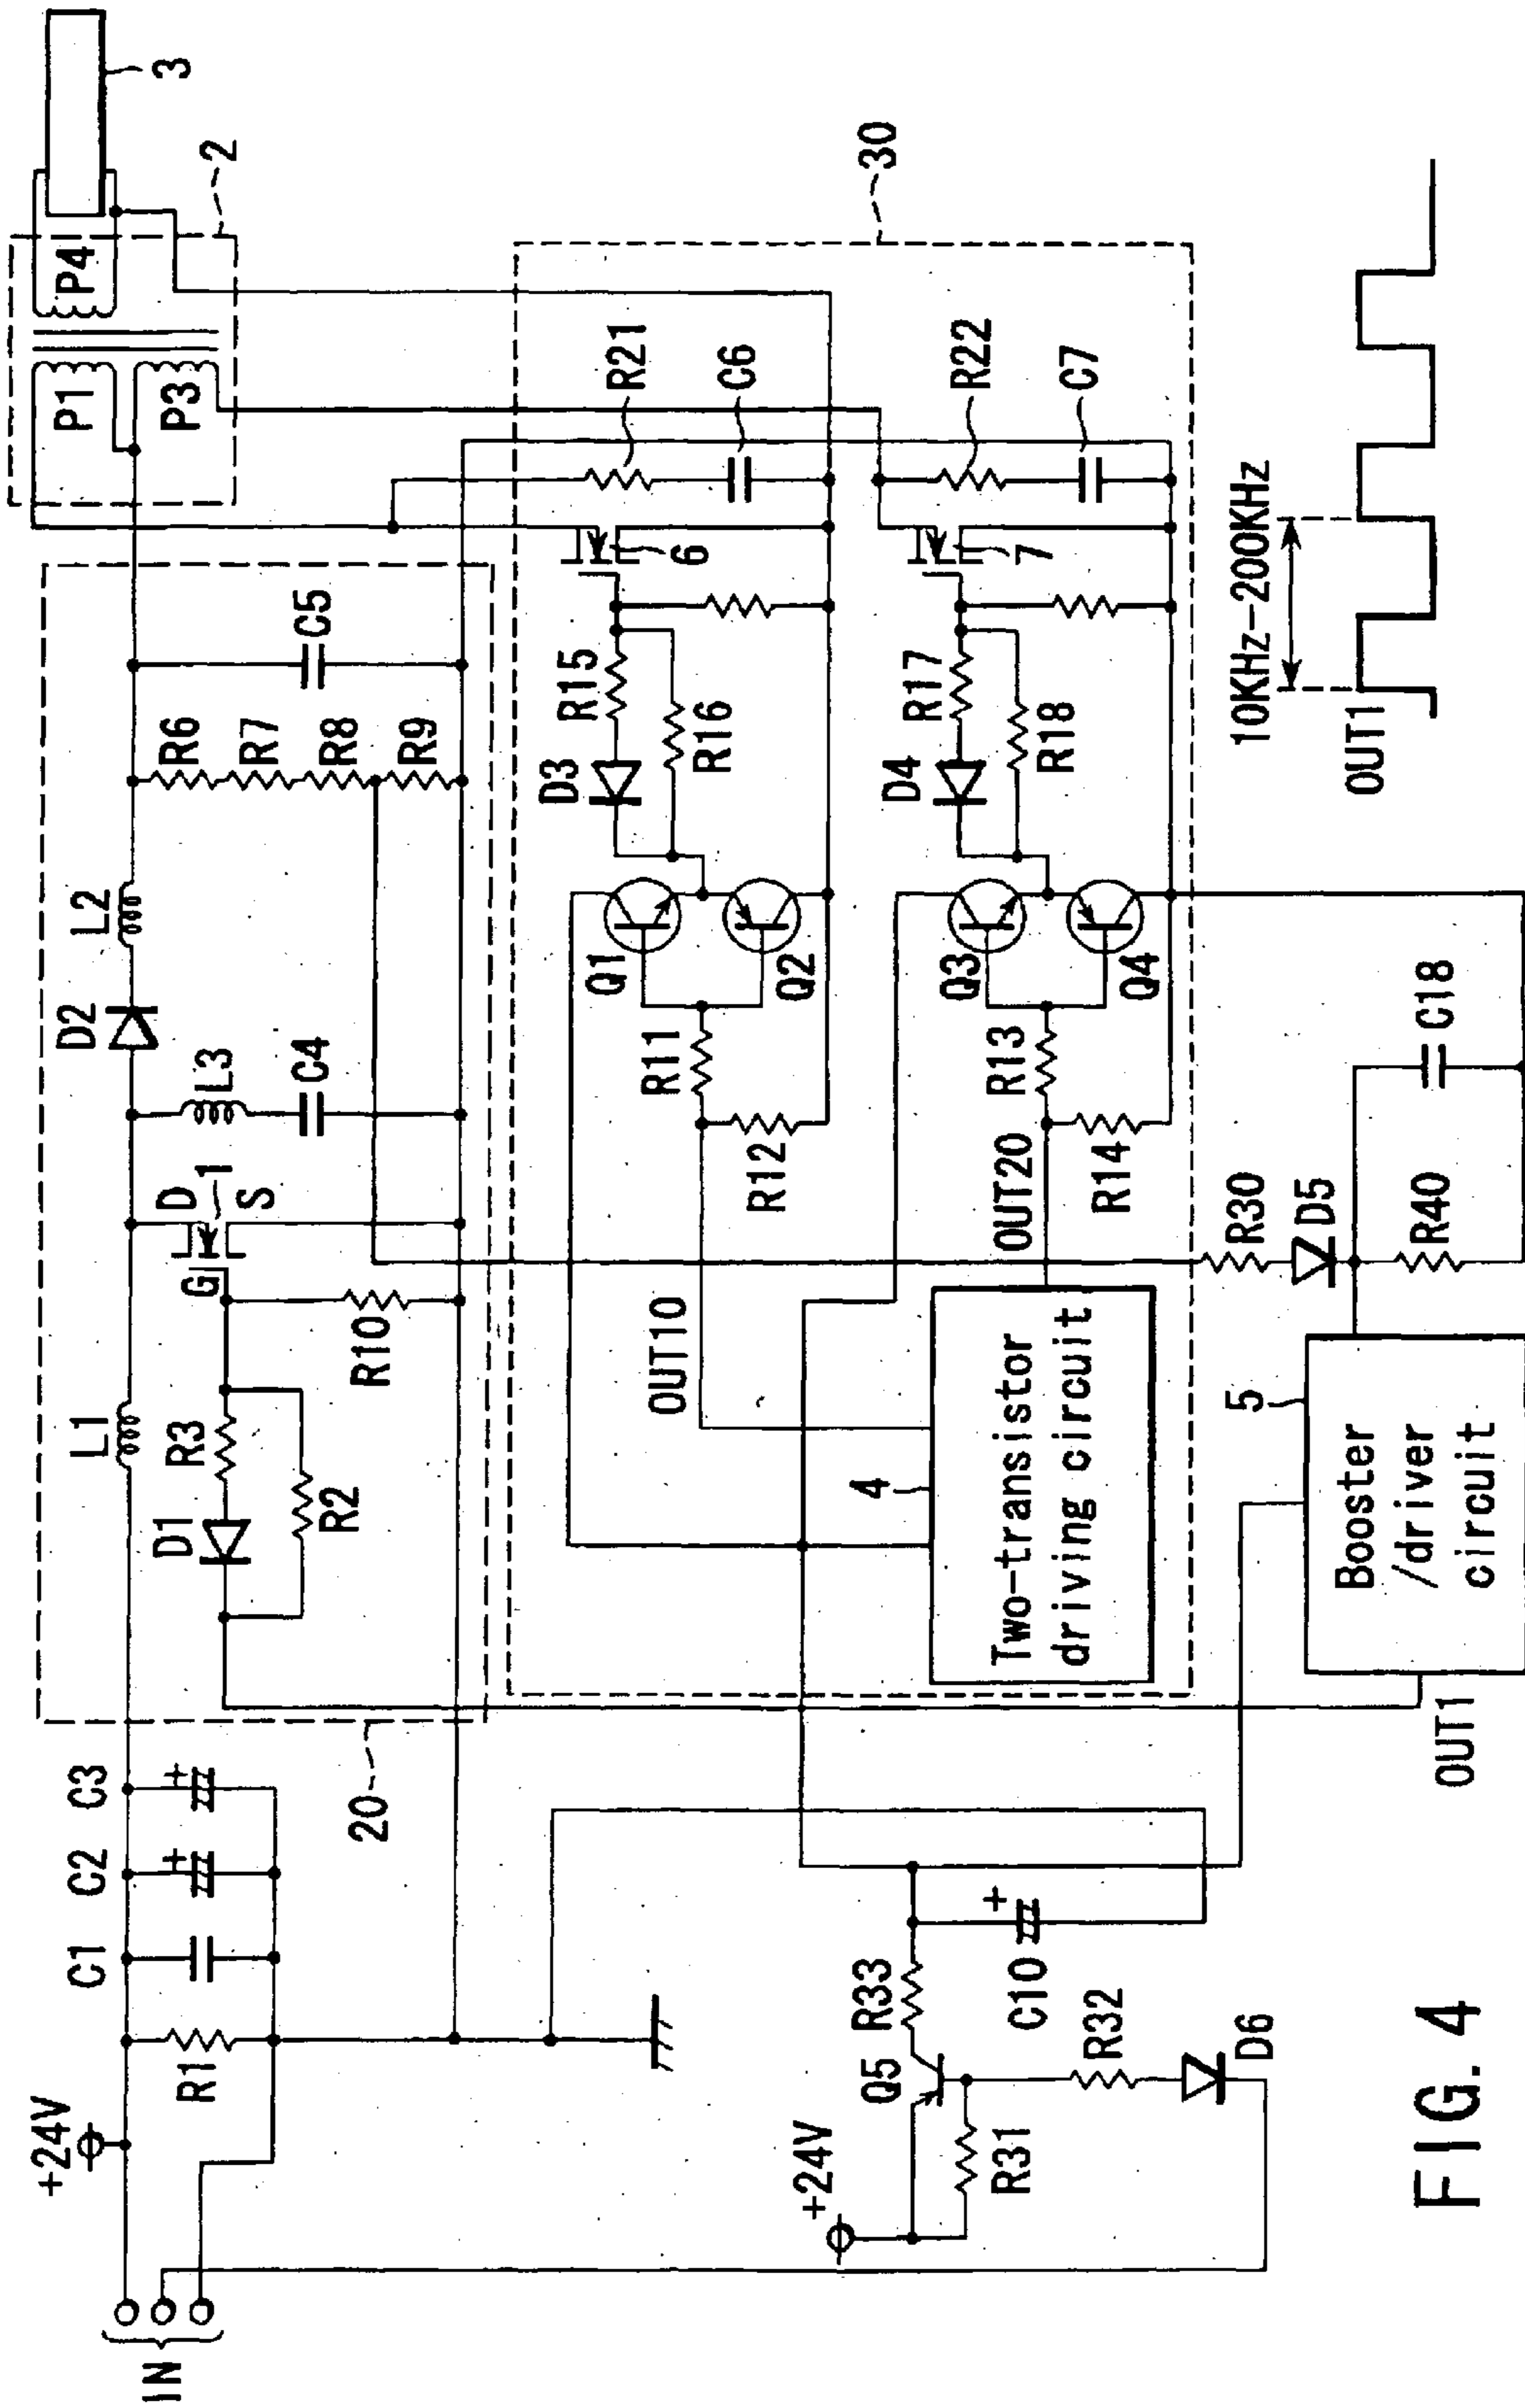 IN
+24V
R1
C1
C2
C3
20
L1
D1
R3
R2
R10
G
D
1
S
L3
C4
D2
L2
R6
R7
R8
R9
C5
P1
P3
P4
2
3
OUT10
R12
R11
Q1
Q2
D3
R15
R16
6
R21
C6
30
4
Two-transistor
driving circuit
OUT20
R14
R13
Q3
Q4
D4
R17
R18
7
R22
C7
+24V
R31
Q5
R33
C10
R32
D6
OUT1
5
Booster
/driver
circuit
R30
D5
R40
C18
10KHz-200KHz
OUT1
FIG. 4